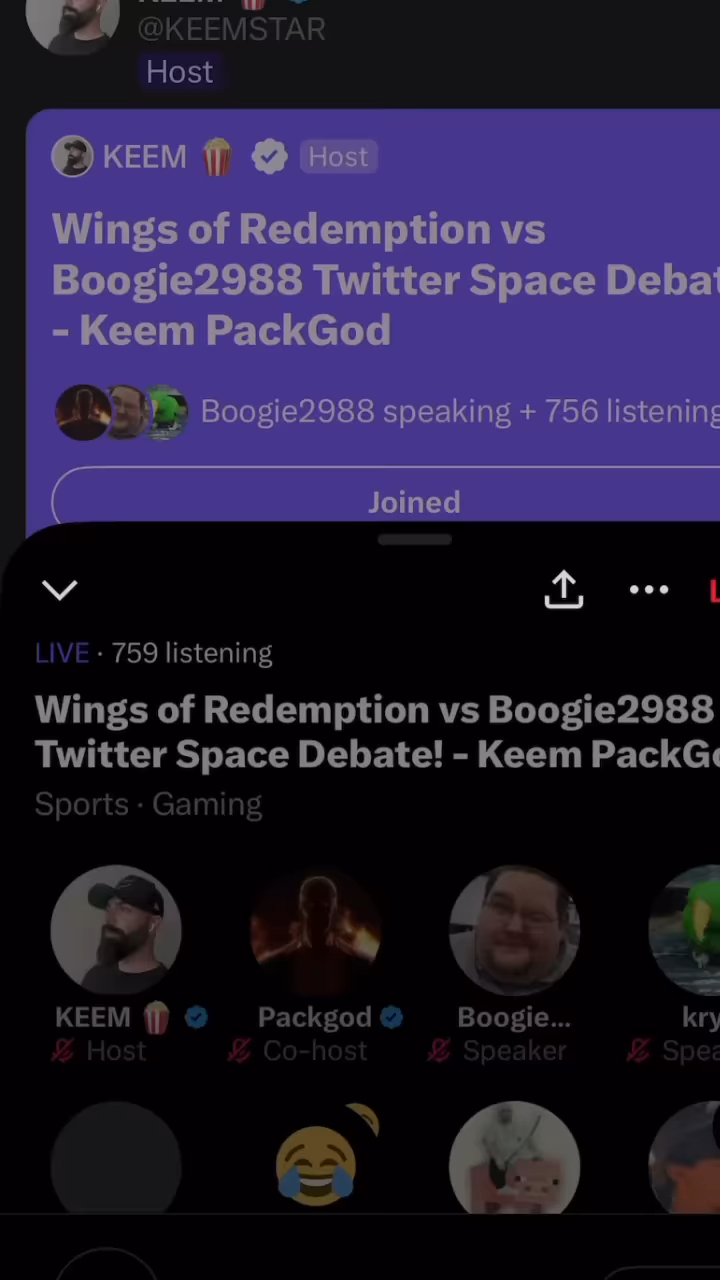 @KEEMSTAR
Host
KEEM Host
Wings of Redemption vs
Boogie2988 Twitter Space Debat
- Keem PackGod
Boogie2988 speaking + 756 listening
Joined
LIVE · 759 listening
Wings of Redemption vs Boogie2988
Twitter Space Debate! - Keem PackGo
Sports · Gaming
KEEM Packgod Boogie... kry
Host Co-host Speaker Spea